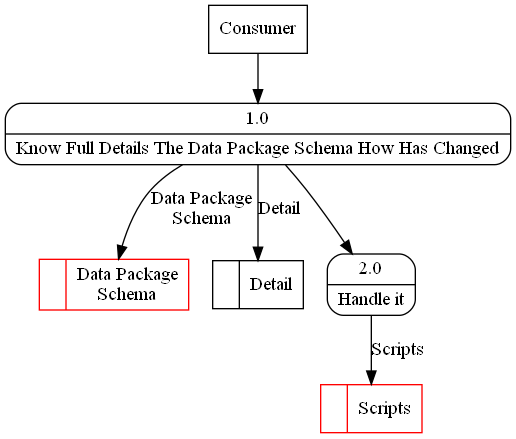 Consumer
1.0
Know Full Details The Data Package Schema How Has Changed
Data Package
Schema
Detail
Data Package
Schema
Detail
2.0
Handle it
Scripts
Scripts